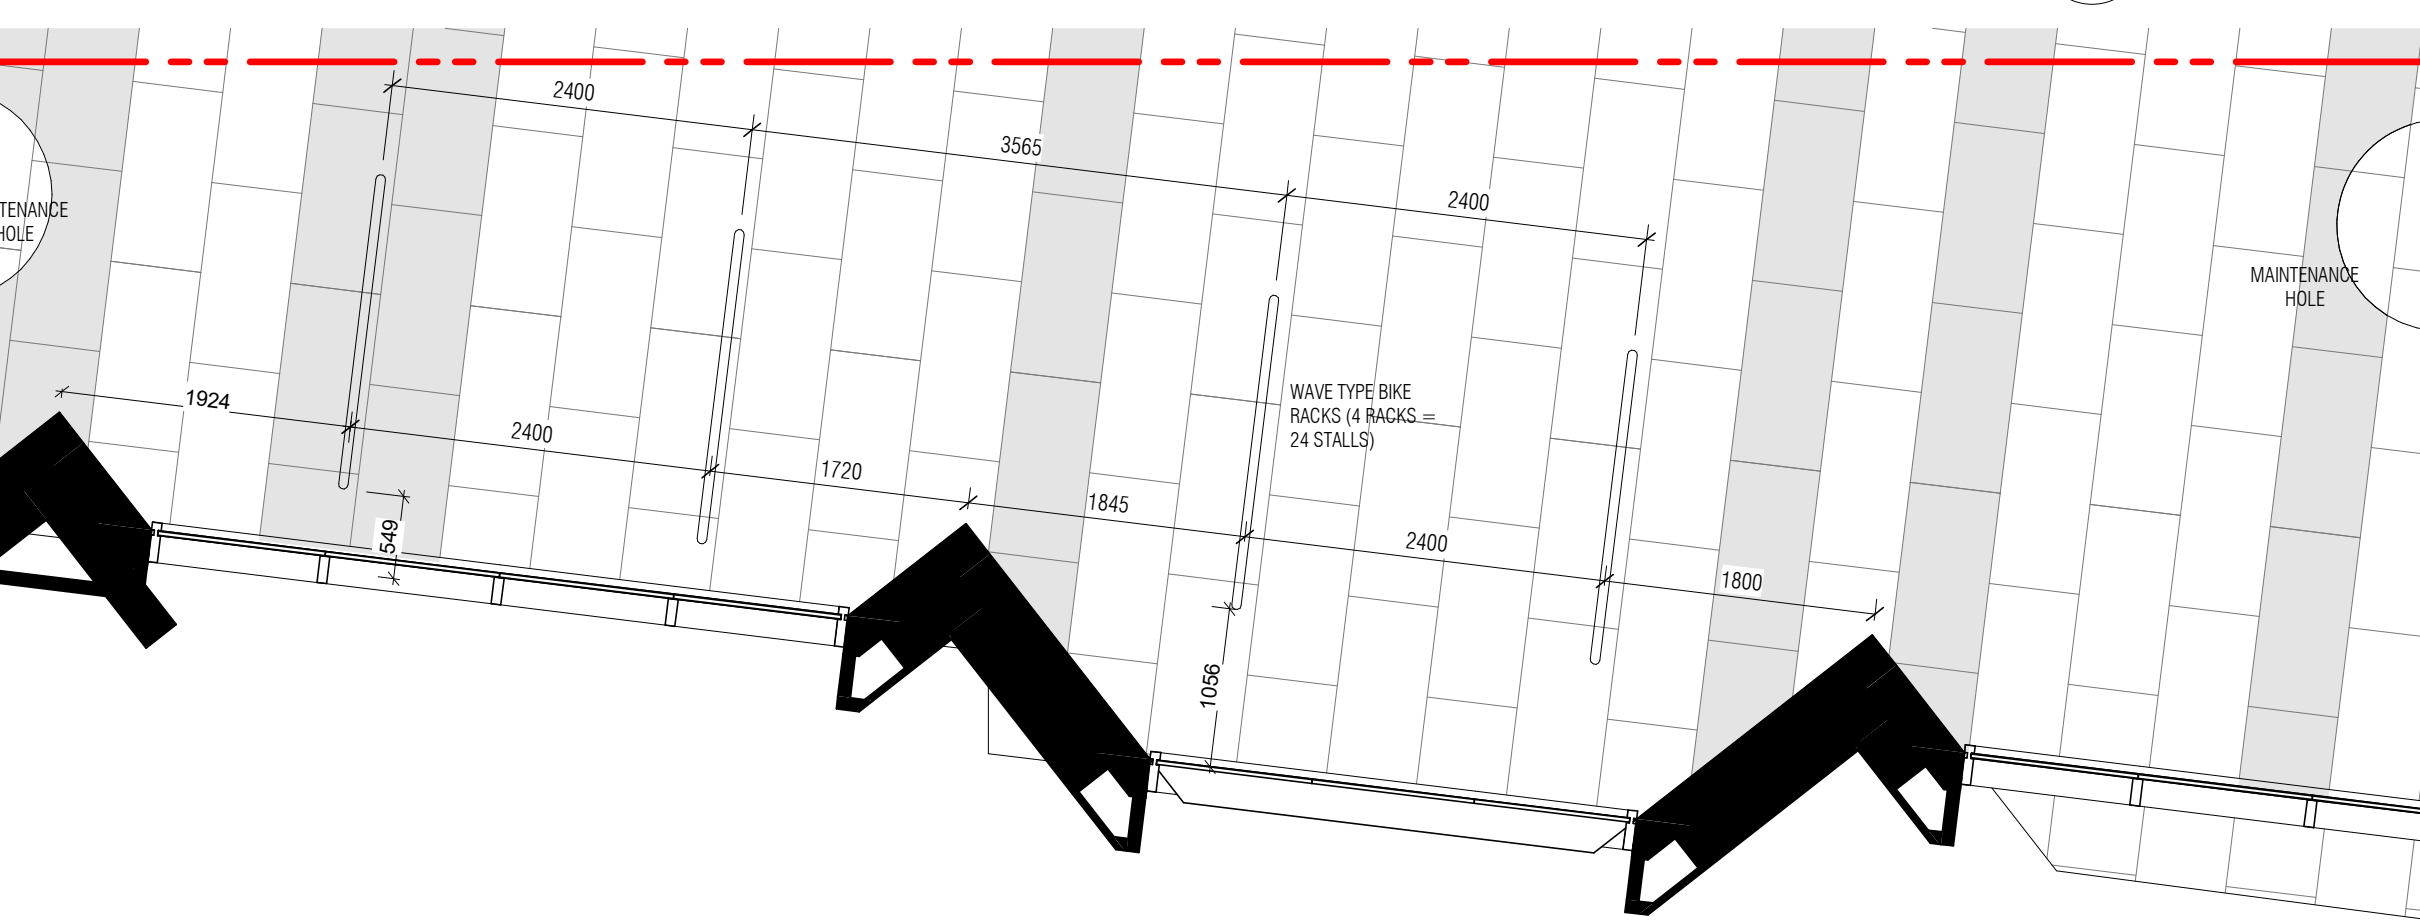 2400
3565
2400
TENANCE
HOLE
MAINTENANCE
HOLE
1924
2400
1720
1845
2400
1800
WAVE TYPE BIKE
RACKS (4 RACKS =
24 STALLS)
549
1056